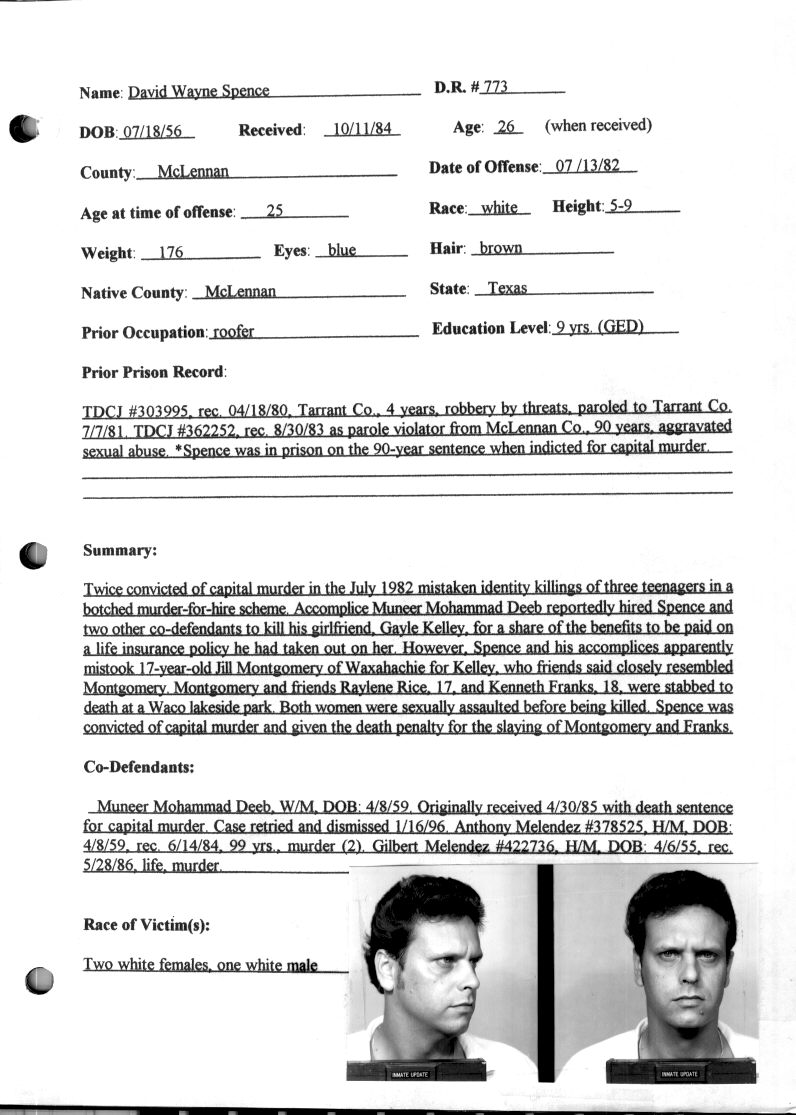 Name: David Wayne Spence D.R. # 773
DOB: 07/18/56 Received: 10/11/84 Age: 26 (when received)
County: McLennan Date of Offense: 07 /13/82
Age at time of offense: 25 Race: white Height: 5-9
Weight: 176 Eyes: blue Hair: brown
Native County: McLennan State: Texas
Prior Occupation: roofer Education Level: 9 yrs. (GED)
Prior Prison Record:
TDCJ #303995, rec. 04/18/80, Tarrant Co., 4 years, robbery by threats, paroled to Tarrant Co.
7/7/81. TDCJ #362252, rec. 8/30/83 as parole violator from McLennan Co., 90 years, aggravated
sexual abuse. *Spence was in prison on the 90-year sentence when indicted for capital murder.
Summary:
Twice convicted of capital murder in the July 1982 mistaken identity killings of three teenagers in a
botched murder-for-hire scheme. Accomplice Muneer Mohammad Deeb reportedly hired Spence and
two other co-defendants to kill his girlfriend, Gayle Kelley, for a share of the benefits to be paid on
a life insurance policy he had taken out on her. However, Spence and his accomplices apparently
mistook 17-year-old Jill Montgomery of Waxahachie for Kelley, who friends said closely resembled
Montgomery. Montgomery and friends Raylene Rice, 17, and Kenneth Franks, 18, were stabbed to
death at a Waco lakeside park. Both women were sexually assaulted before being killed. Spence was
convicted of capital murder and given the death penalty for the slaying of Montgomery and Franks.
Co-Defendants:
Muneer Mohammad Deeb, W/M, DOB: 4/8/59. Originally received 4/30/85 with death sentence
for capital murder. Case retried and dismissed 1/16/96. Anthony Melendez #378525, H/M, DOB:
4/8/59, rec. 6/14/84, 99 yrs., murder (2). Gilbert Melendez #422736, H/M, DOB: 4/6/55, rec.
5/28/86, life, murder.
Race of Victim(s):
Two white females, one white male
INMATE UPDATE INMATE UPDATE